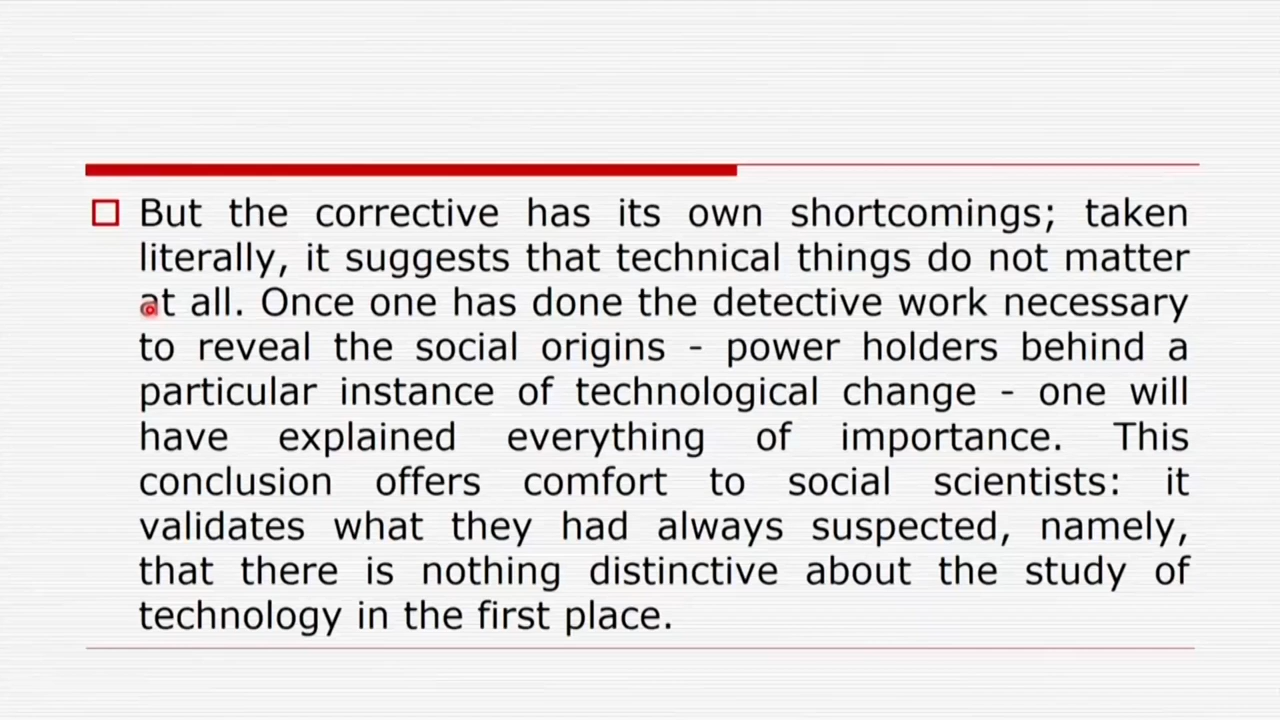 But the corrective has its own shortcomings; taken
literally, it suggests that technical things do not matter
at all. Once one has done the detective work necessary
to reveal the social origins - power holders behind a
particular instance of technological change - one will
have explained everything of importance. This
conclusion offers comfort to social scientists: it
validates what they had always suspected, namely,
that there is nothing distinctive about the study of
technology in the first place.